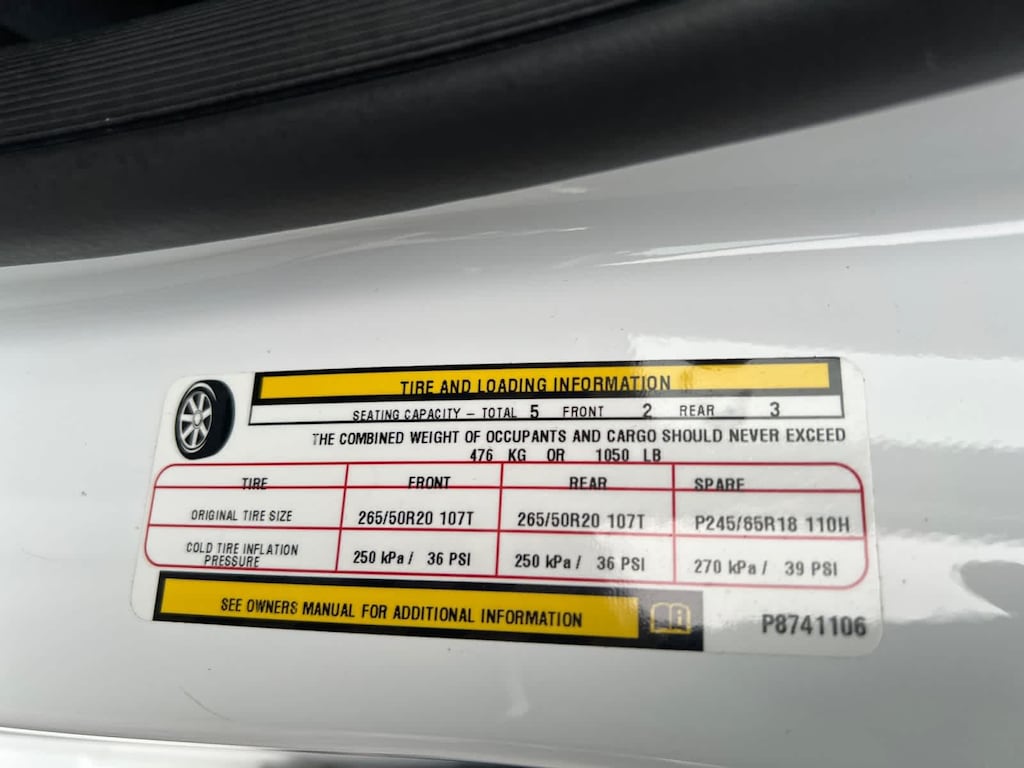 TIRE AND LOADING INFORMATION
SEATING CAPACITY – TOTAL 5 FRONT 2 REAR 3
THE COMBINED WEIGHT OF OCCUPANTS AND CARGO SHOULD NEVER EXCEED
476 KG OR 1050 LB
TIRE FRONT REAR SPARE
ORIGINAL TIRE SIZE 265/50R20 107T 265/50R20 107T P245/65R18 110H
COLD TIRE INFLATION PRESSURE 250 kPa / 36 PSI 250 kPa / 36 PSI 270 kPa / 39 PSI
SEE OWNERS MANUAL FOR ADDITIONAL INFORMATION
P8741106